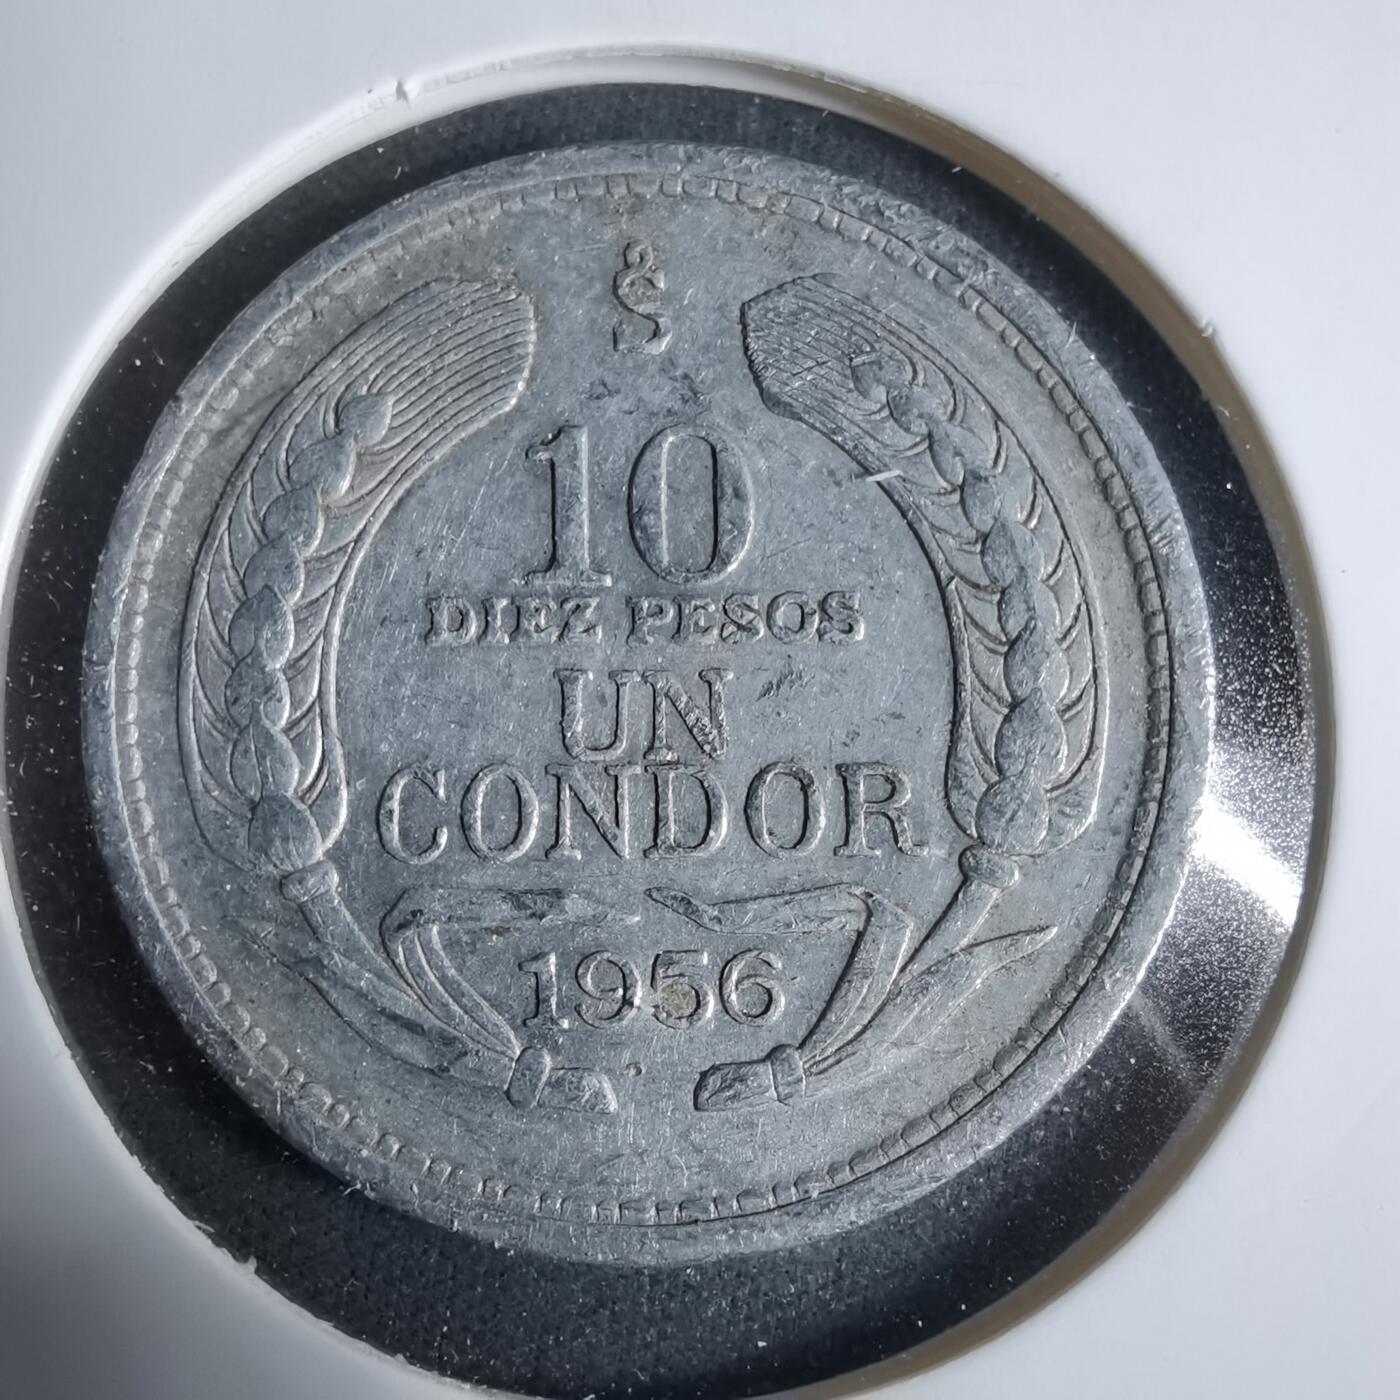 Ṡ
10
DIEZ PESOS
UN
CONDOR
1956